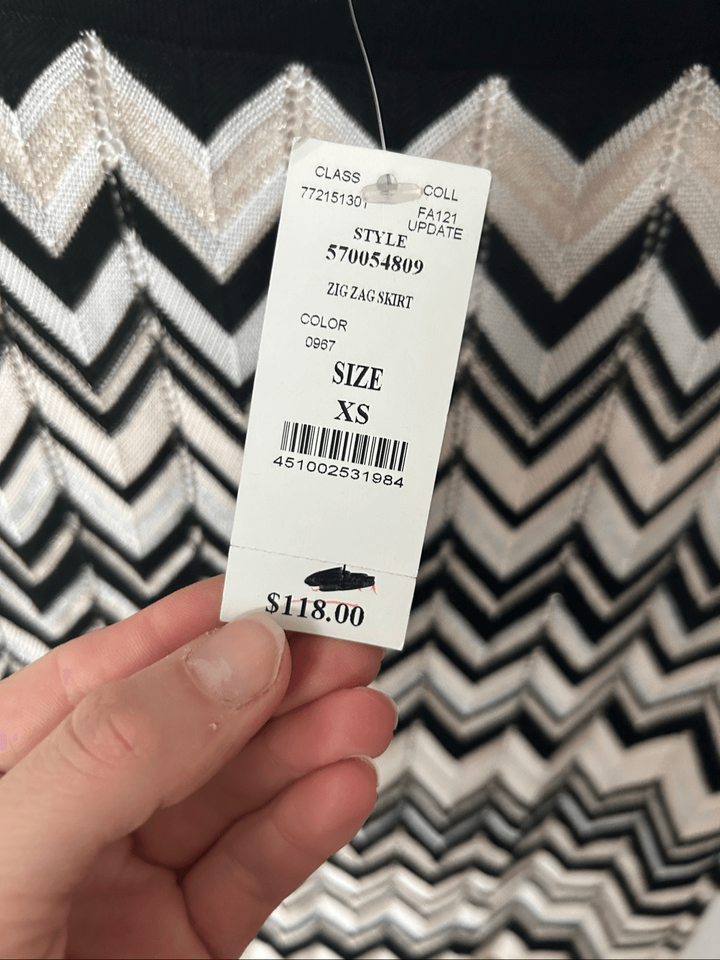 CLASS
COLL
772151301
FA121
UPDATE
STYLE
570054809
ZIG ZAG SKIRT
COLOR
0967
SIZE
XS
451002531984
$118.00